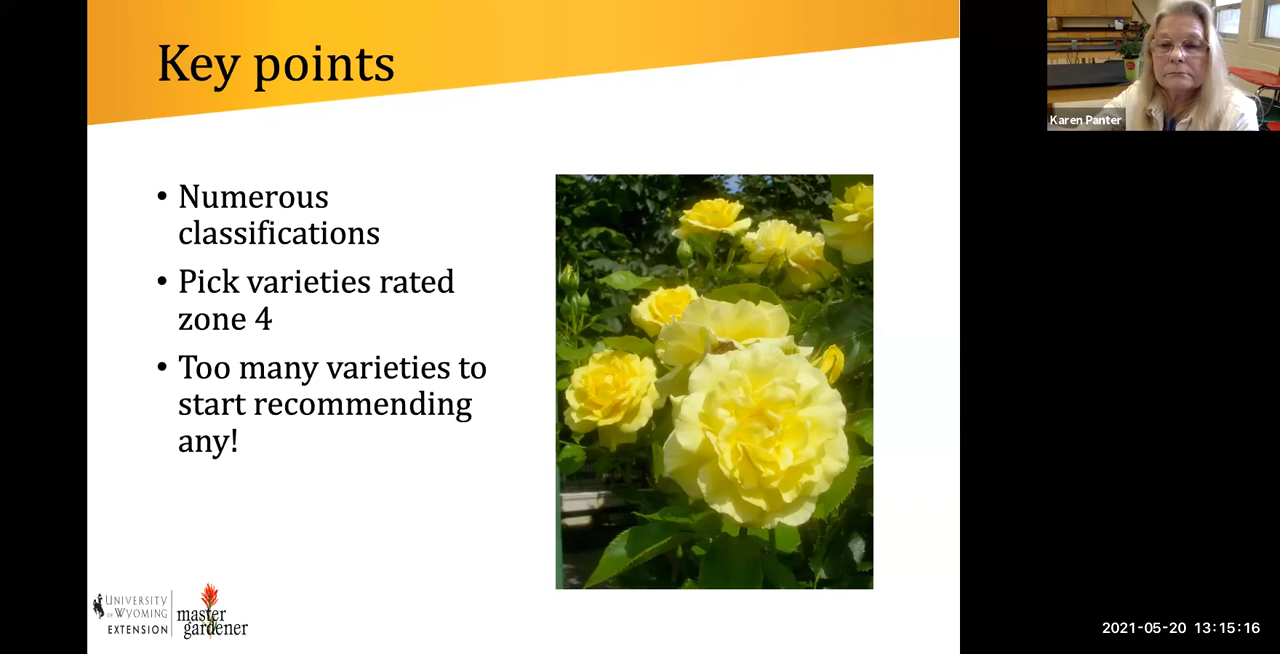 Key points
• Numerous
classifications
• Pick varieties rated
zone 4
• Too many varieties to
start recommending
any!
UNIVERSITY
OF WYOMING
EXTENSION
master
gardener
Karen Panter
2021-05-20 13:15:16